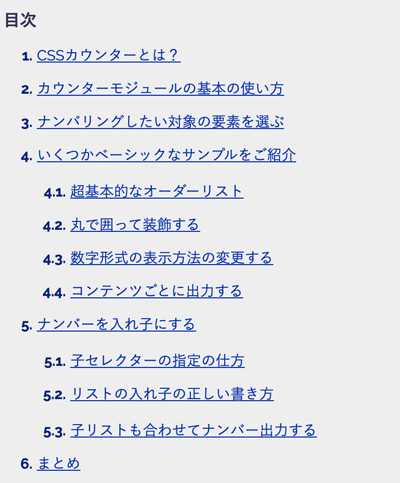 目次
1. CSSカウンターとは？
2. カウンターモジュールの基本の使い方
3. ナンバリングしたい対象の要素を選ぶ
4. いくつかベーシックなサンプルをご紹介
4.1. 超基本的なオーダーリスト
4.2. 丸で囲って装飾する
4.3. 数字形式の表示方法の変更する
4.4. コンテンツごとに出力する
5. ナンバーを入れ子にする
5.1. 子セレクターの指定の仕方
5.2. リストの入れ子の正しい書き方
5.3. 子リストも合わせてナンバー出力する
6. まとめ